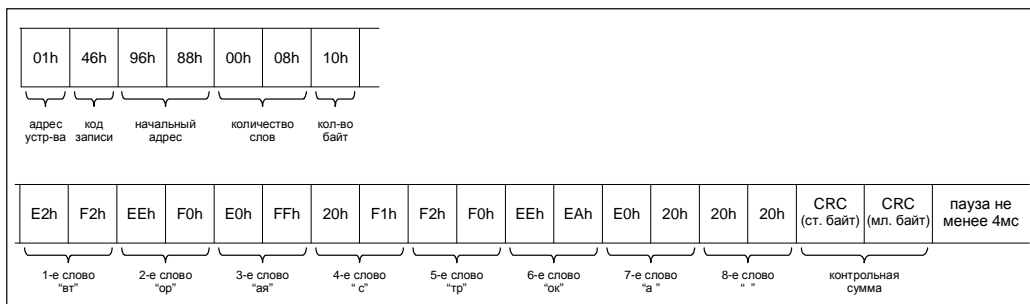 01h 46h 96h 88h 00h 08h 10h
адрес устр-ва код записи начальный адрес количество слов кол-во байт
E2h F2h EEh F0h E0h FFh 20h F1h F2h F0h EEh EAh E0h 20h 20h 20h CRC (ст. байт) CRC (мл. байт) пауза не менее 4мс
1-е слово "вт" 2-е слово "ор" 3-е слово "ая" 4-е слово " с" 5-е слово "тр" 6-е слово "ок" 7-е слово "а " 8-е слово " " контрольная сумма